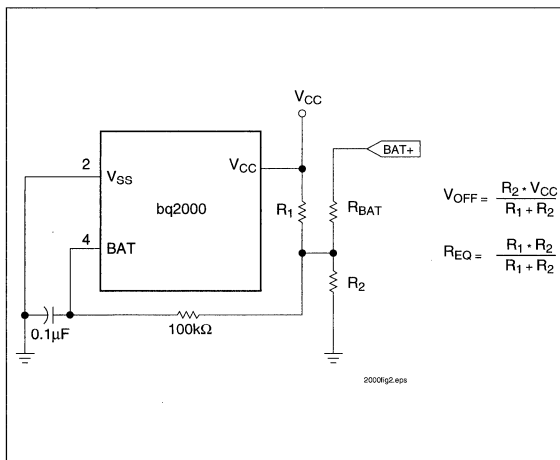 V_CC
BAT+
2
V_SS
V_CC
bq2000
R_1
R_BAT
4
BAT
R_2
0.1µF
100kΩ
2000fig2.eps
V_OFF = R_2 * V_CC / R_1 + R_2
R_EQ = R_1 * R_2 / R_1 + R_2